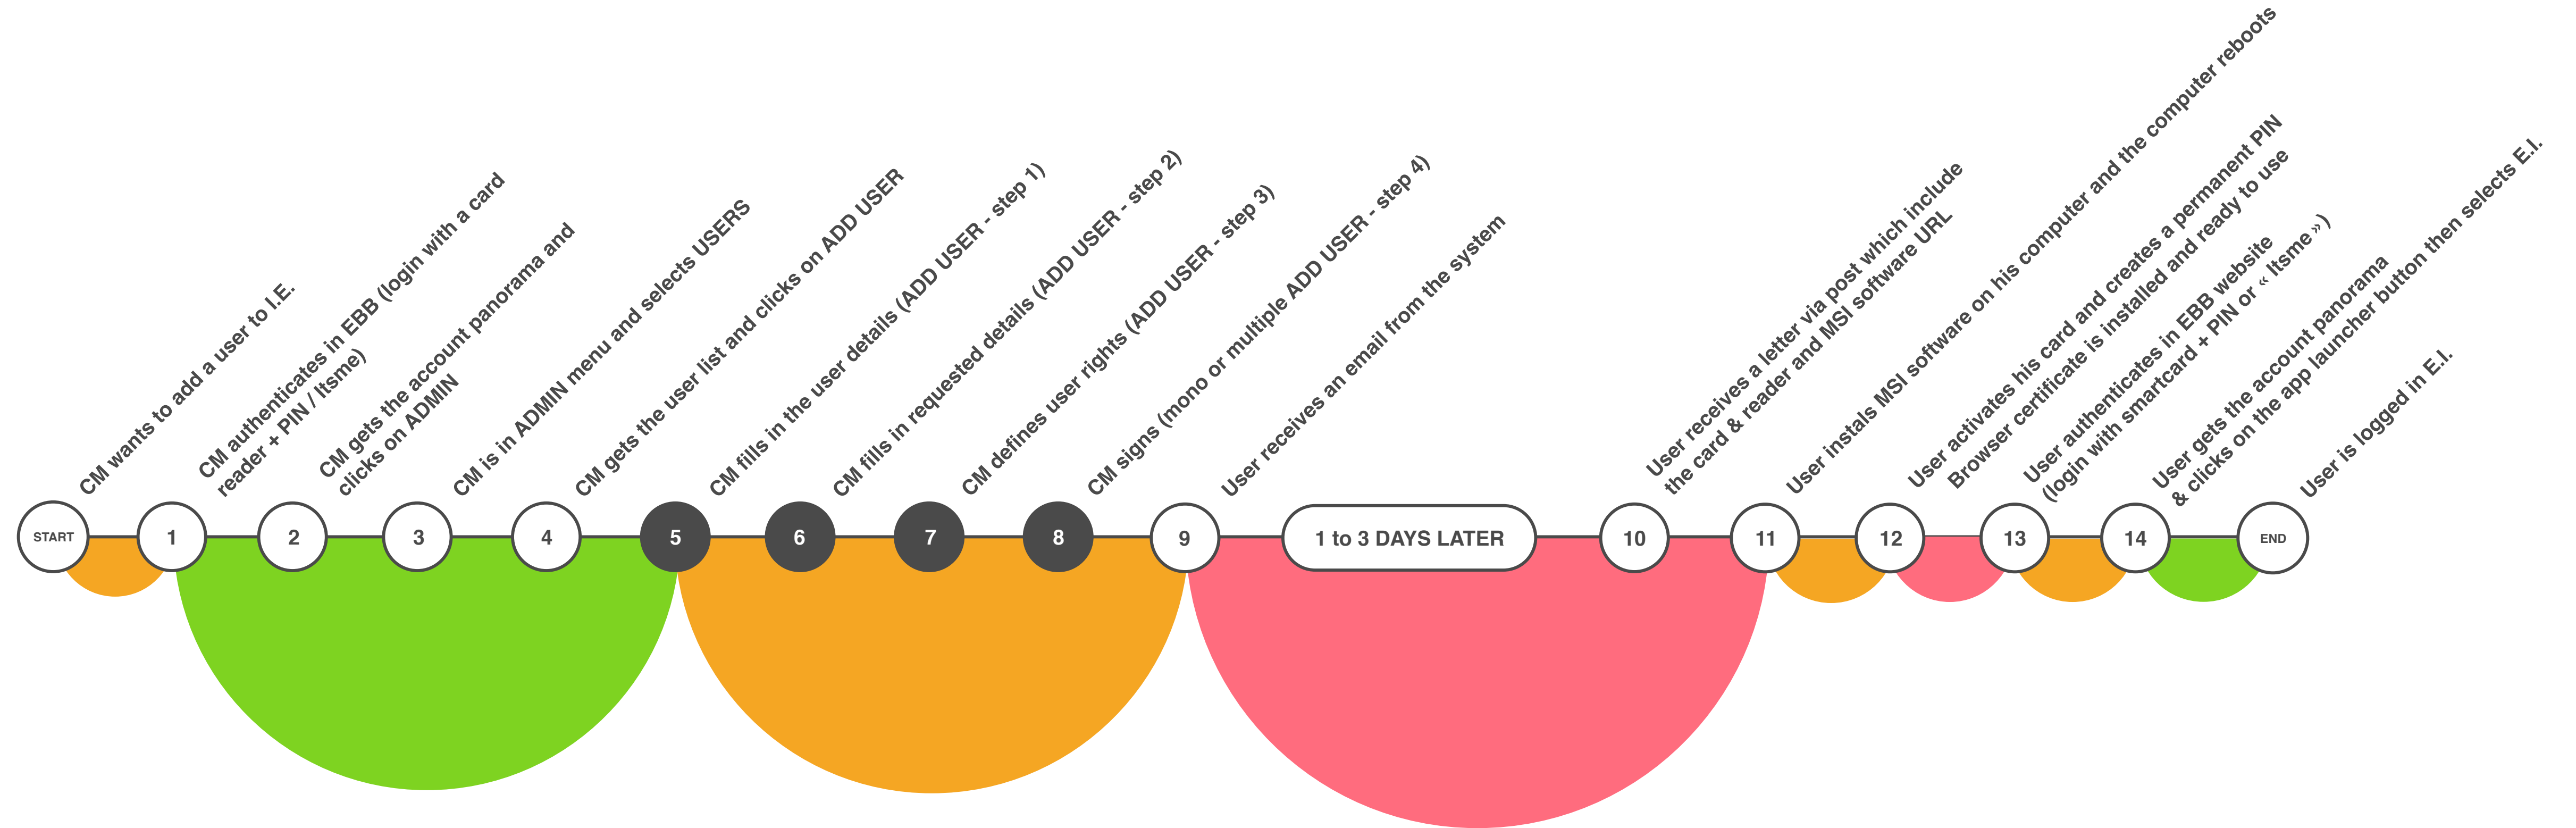 CM wants to add a user to I.E.
CM authenticates in EBB (login with a card
reader + PIN / Itsme)
CM gets the account panorama and
clicks on ADMIN
CM is in ADMIN menu and selects USERS
CM gets the user list and clicks on ADD USER
CM fills in the user details (ADD USER - step 1)
CM fills in requested details (ADD USER - step 2)
CM defines user rights (ADD USER - step 3)
CM signs (mono or multiple ADD USER - step 4)
User receives an email from the system
User receives a letter via post which include
the card & reader and MSI software URL
User instals MSI software on his computer and the computer reboots
User activates his card and creates a permanent PIN
Browser certificate is installed and ready to use
User authenticates in EBB website
(login with smartcard + PIN or « Itsme »)
User gets the account panorama
& clicks on the app launcher button then selects E.I.
User is logged in E.I.
START
1
2
3
4
5
6
7
8
9
1 to 3 DAYS LATER
10
11
12
13
14
END